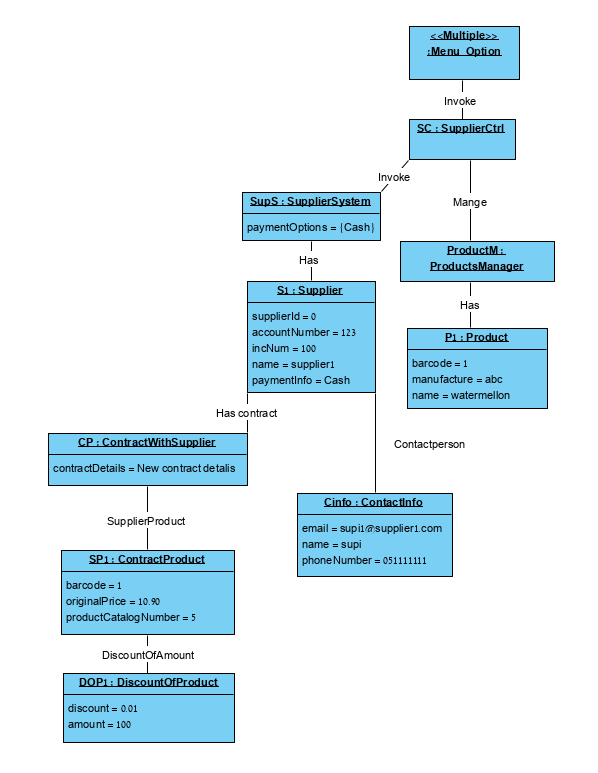 <<Multiple>>
:Menu_Option
Invoke
SC : SupplierCtrl
Invoke
Mange
SupS : SupplierSystem
paymentOptions = {Cash}
ProductM :
ProductsManager
Has
Has
S1 : Supplier
supplierId = 0
accountNumber = 123
incNum = 100
name = supplier1
paymentInfo = Cash
P1 : Product
barcode = 1
manufacture = abc
name = watermellon
Has contract
CP : ContractWithSupplier
contractDetails = New contract detalis
Contactperson
Cinfo : ContactInfo
email = supi1@supplier1.com
name = supi
phoneNumber = 051111111
SupplierProduct
SP1 : ContractProduct
barcode = 1
originalPrice = 10.90
productCatalogNumber = 5
DiscountOfAmount
DOP1 : DiscountOfProduct
discount = 0.01
amount = 100